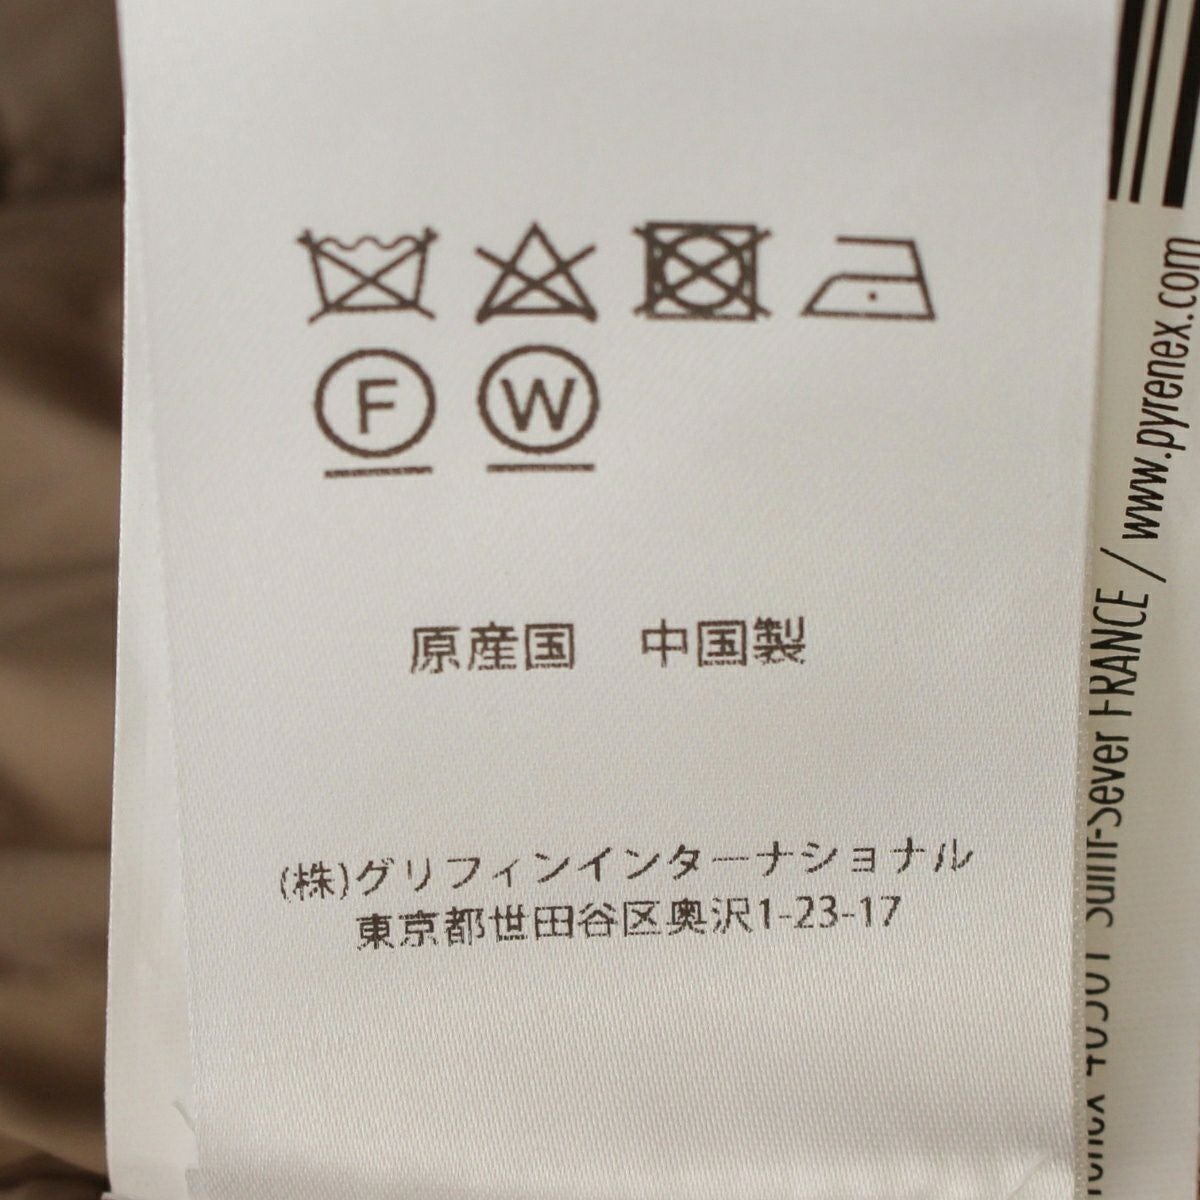 F W
原産国 中国製
(株)グリフィンインターナショナル
東京都世田谷区奥沢1-23-17
Sever FRANCE / www.pyrenex.com